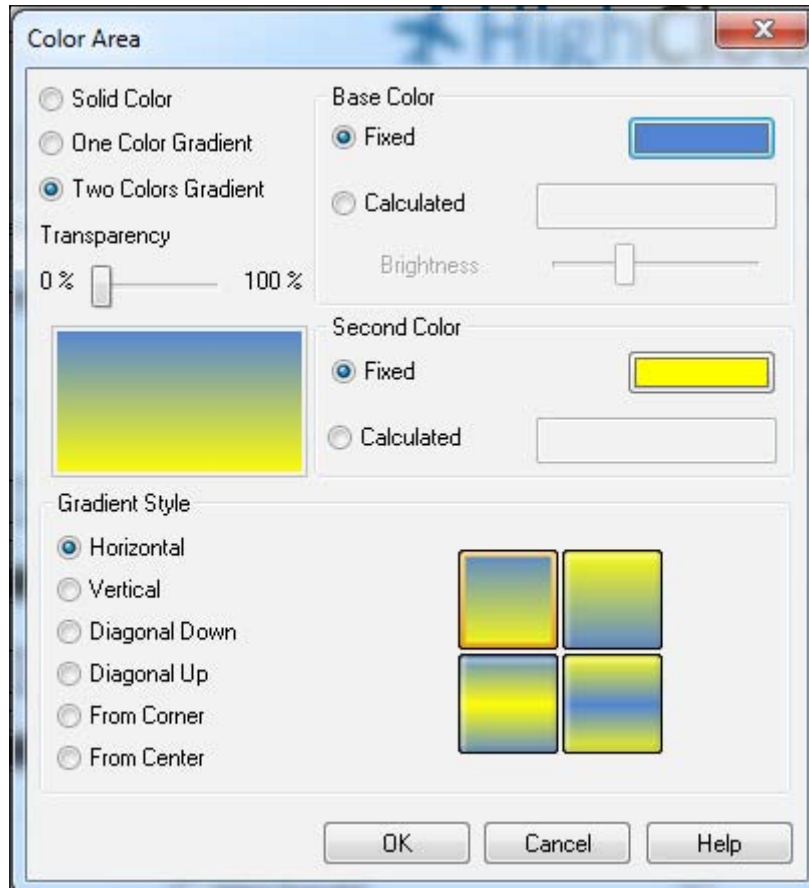 HighClou
Color Area
Solid Color
One Color Gradient
Two Colors Gradient
Transparency
0 % 100 %
Base Color
Fixed
Calculated
Brightness
Second Color
Fixed
Calculated
Gradient Style
Horizontal
Vertical
Diagonal Down
Diagonal Up
From Corner
From Center
OK Cancel Help